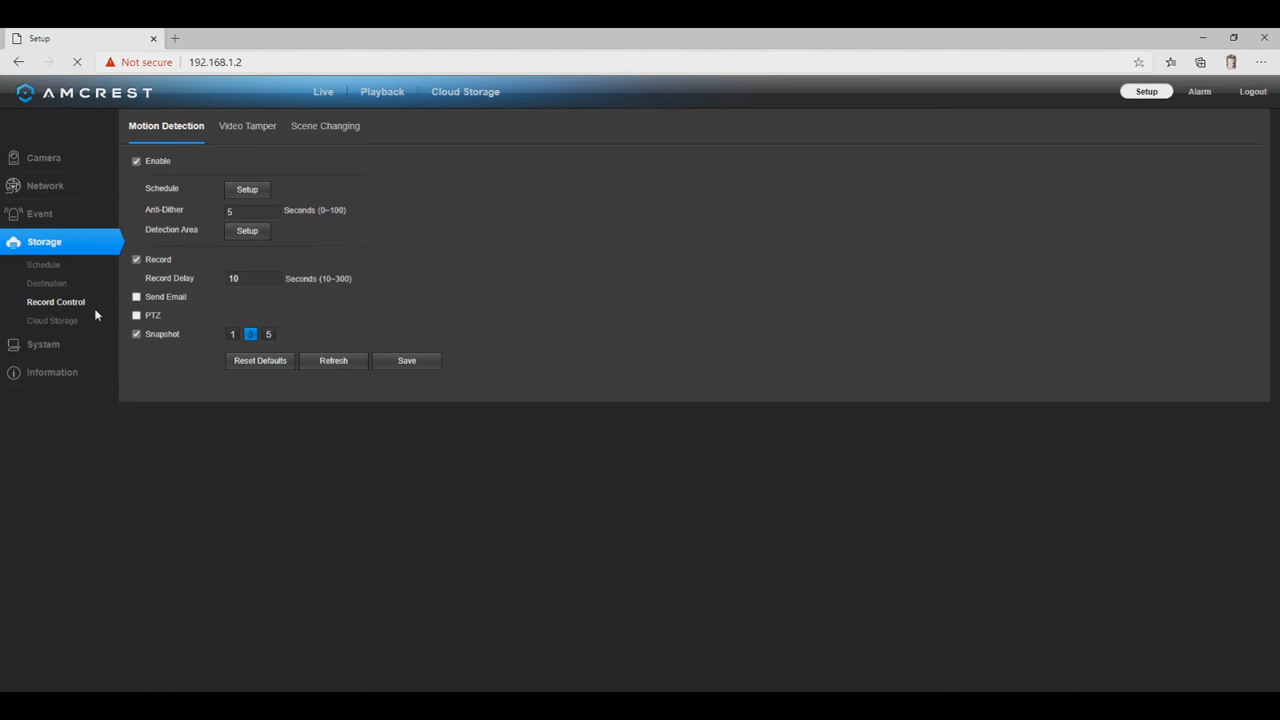 Setup
Not secure 192.168.1.2
AMCREST Live Playback Cloud Storage Setup Alarm Logout
Motion Detection Video Tamper Scene Changing
Camera
Network
Event
Storage
Schedule
Destination
Record Control
Cloud Storage
System
Information
Enable
Schedule Setup
Anti-Dither 5 Seconds (0~100)
Detection Area Setup
Record
Record Delay 10 Seconds (10~300)
Send Email
PTZ
Snapshot 1 3 5
Reset Defaults Refresh Save